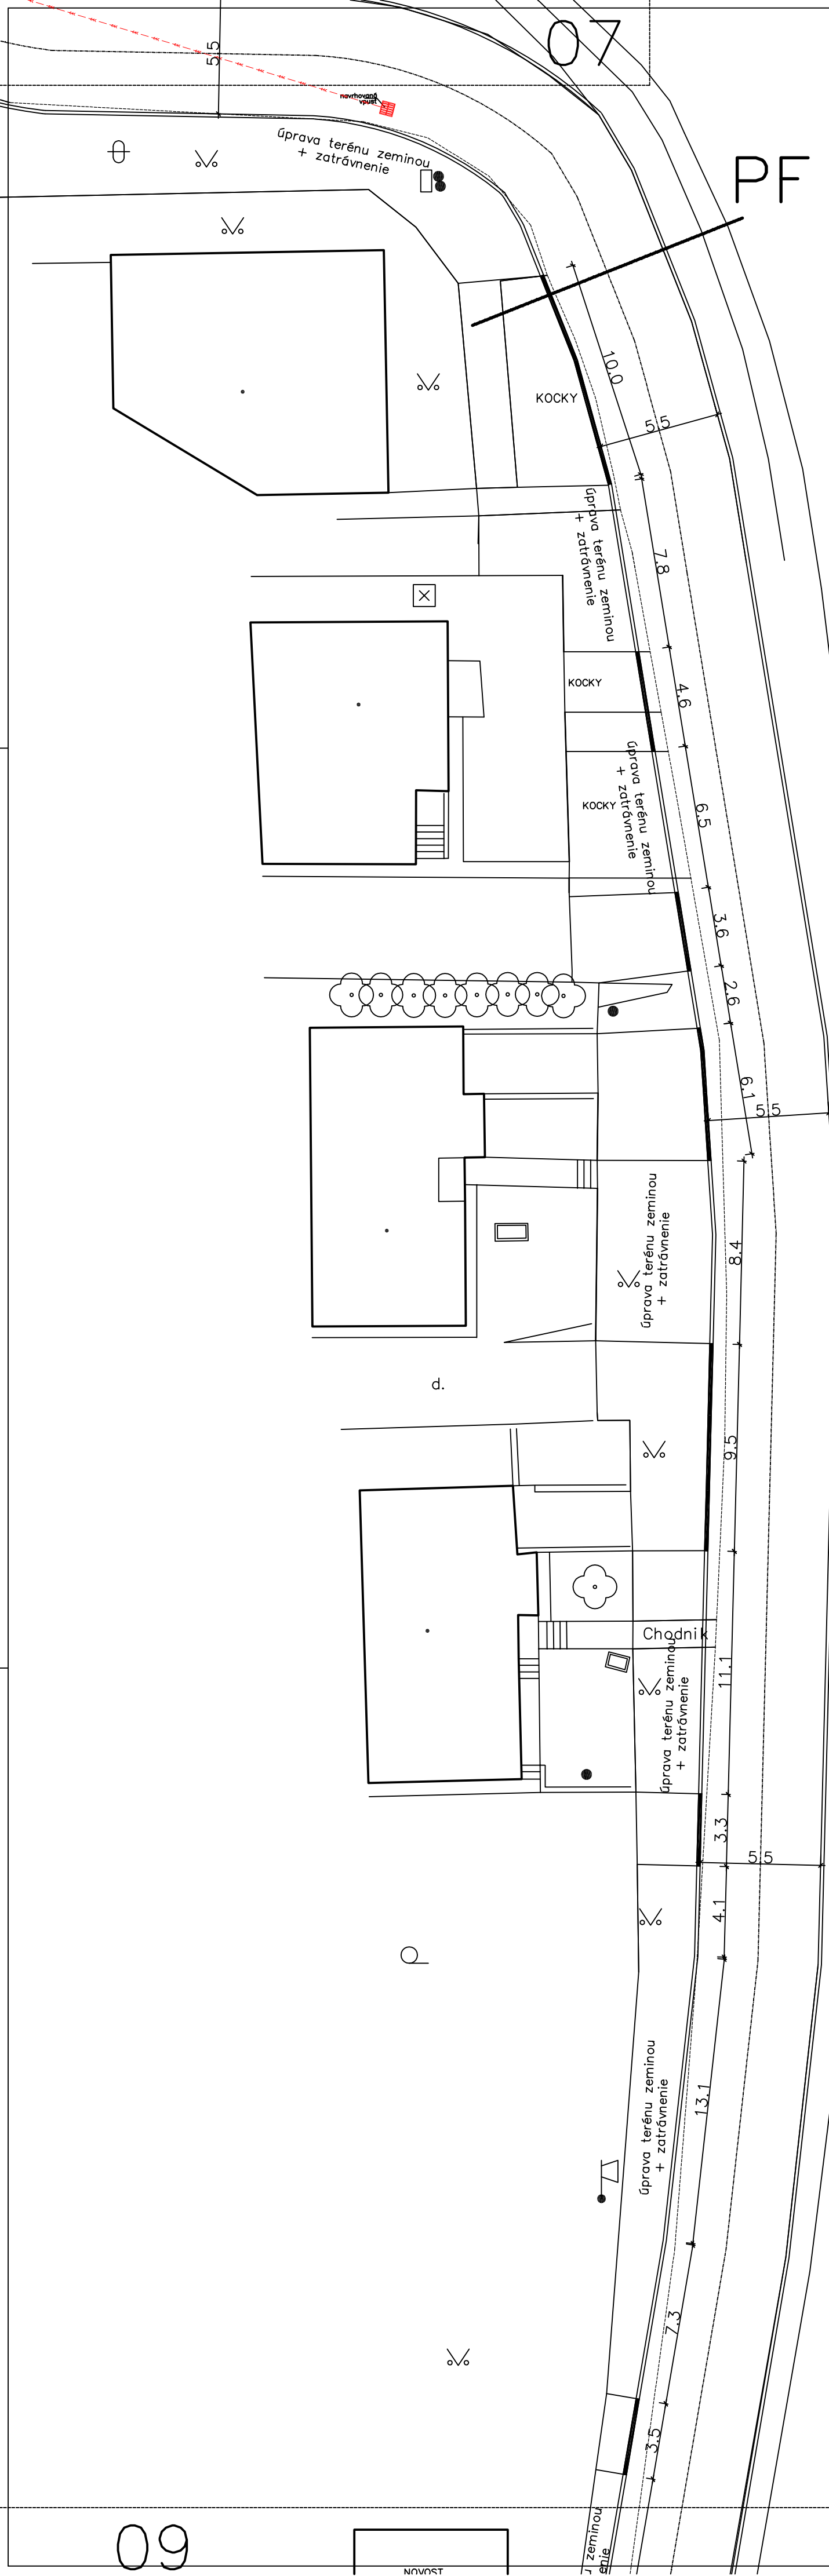 07
5.5
navrhovaná
vpust
úprava terénu zeminou
+ zatrávnenie
PF
10.0
KOCKY
5.5
úprava terénu zeminou
+ zatrávnenie
7.8
KOCKY
4.6
úprava terénu zeminou
+ zatrávnenie
KOCKY
6.5
3.6
2.6
6.1
5.5
úprava terénu zeminou
+ zatrávnenie
8.4
d.
9.5
Chodník
11.1
úprava terénu zeminou
+ zatrávnenie
3.3
5.5
4.1
13.1
úprava terénu zeminou
+ zatrávnenie
7.3
3.5
zeminou
09
NOVOST